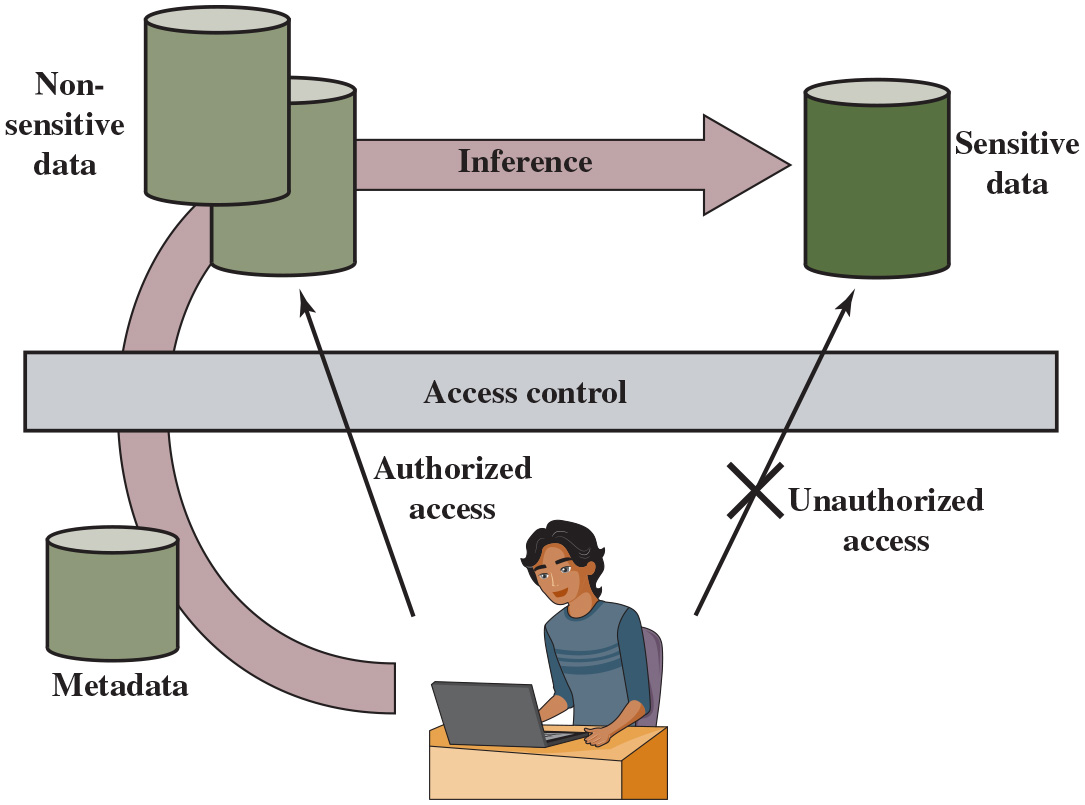 Non-
sensitive
data
Inference
Sensitive
data
Access control
Authorized
access
Unauthorized
access
Metadata